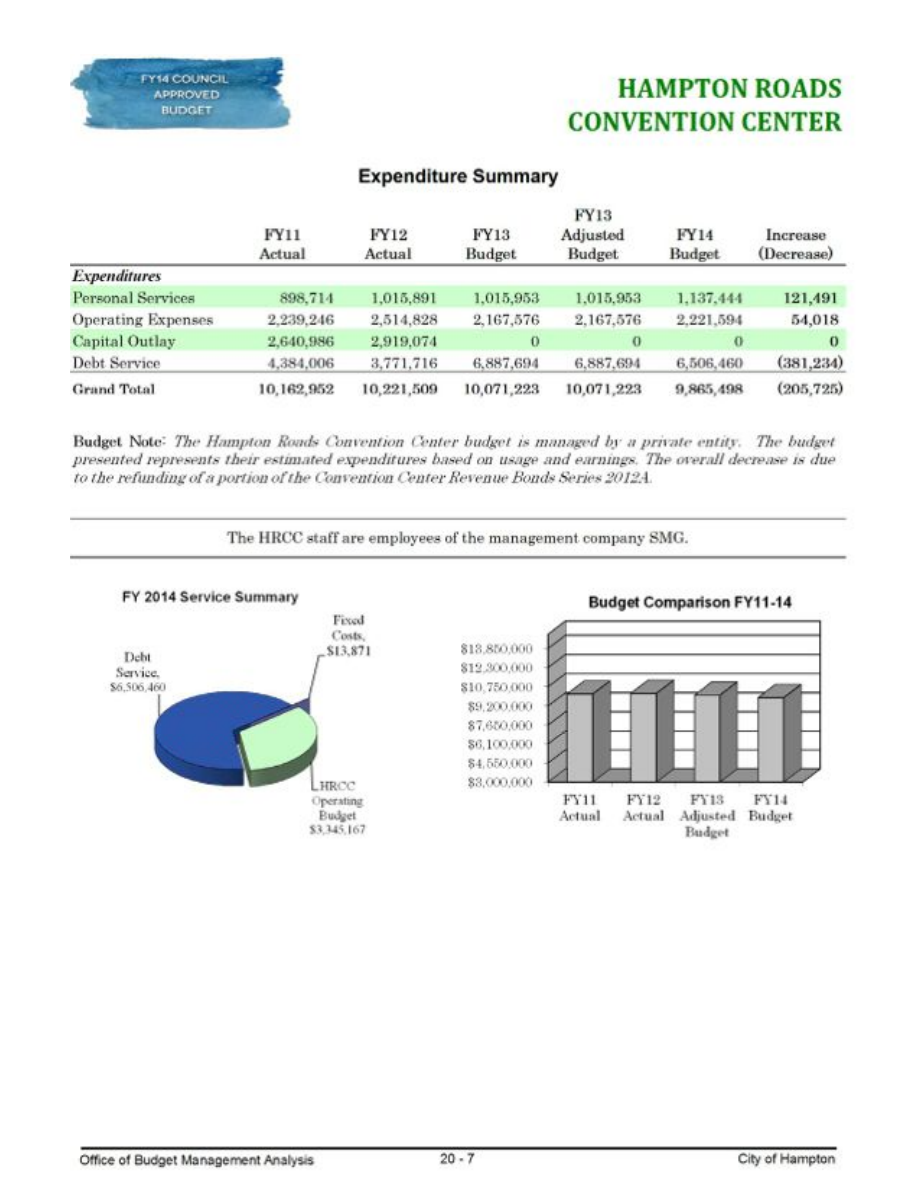 FY14 COUNCIL
APPROVED
BUDGET
HAMPTON ROADS
CONVENTION CENTER
Expenditure Summary
FY11 Actual FY12 Actual FY13 Budget FY13 Adjusted Budget FY14 Budget Increase (Decrease)
Expenditures
Personal Services 898,714 1,015,891 1,015,953 1,015,953 1,137,444 121,491
Operating Expenses 2,239,246 2,514,828 2,167,576 2,167,576 2,221,594 54,018
Capital Outlay 2,640,986 2,919,074 0 0 0 0
Debt Service 4,384,006 3,771,716 6,887,694 6,887,694 6,506,460 (381,234)
Grand Total 10,162,952 10,221,509 10,071,223 10,071,223 9,865,498 (205,725)
Budget Note: The Hampton Roads Convention Center budget is managed by a private entity. The budget
presented represents their estimated expenditures based on usage and earnings. The overall decrease is due
to the refunding of a portion of the Convention Center Revenue Bonds Series 2012A.
The HRCC staff are employees of the management company SMG.
FY 2014 Service Summary
Fixed
Costs,
$13,871
Debt
Service,
$6,506,460
HRCC
Operating
Budget
$3,345,167
Budget Comparison FY11-14
$13,850,000
$12,300,000
$10,750,000
$9,200,000
$7,650,000
$6,100,000
$4,550,000
$3,000,000
FY11 FY12 FY13 FY14
Actual Actual Adjusted Budget
Budget
Office of Budget Management Analysis 20 - 7 City of Hampton